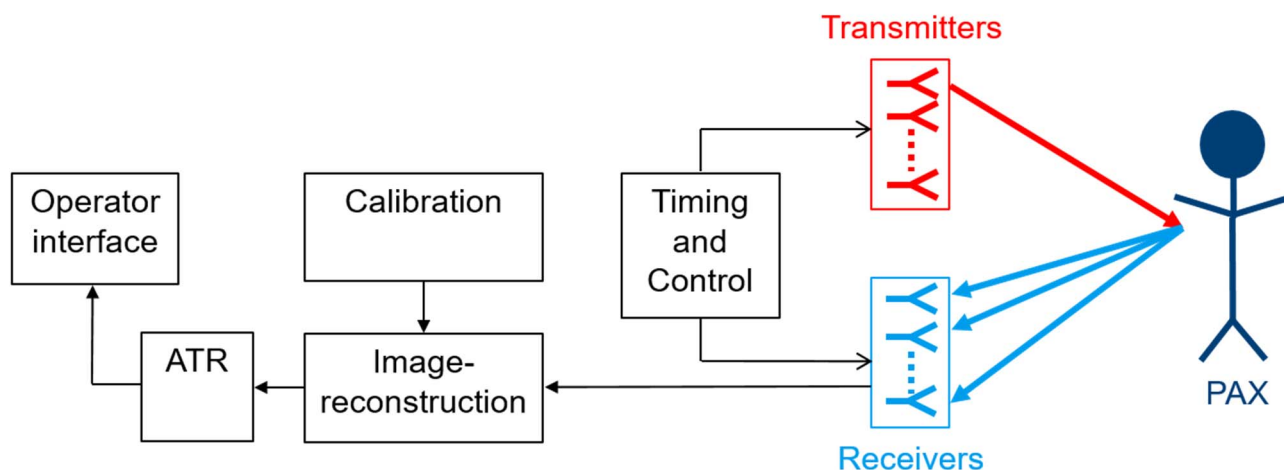 Transmitters
Operator
interface
Calibration
Timing
and
Control
ATR
Image-
reconstruction
PAX
Receivers